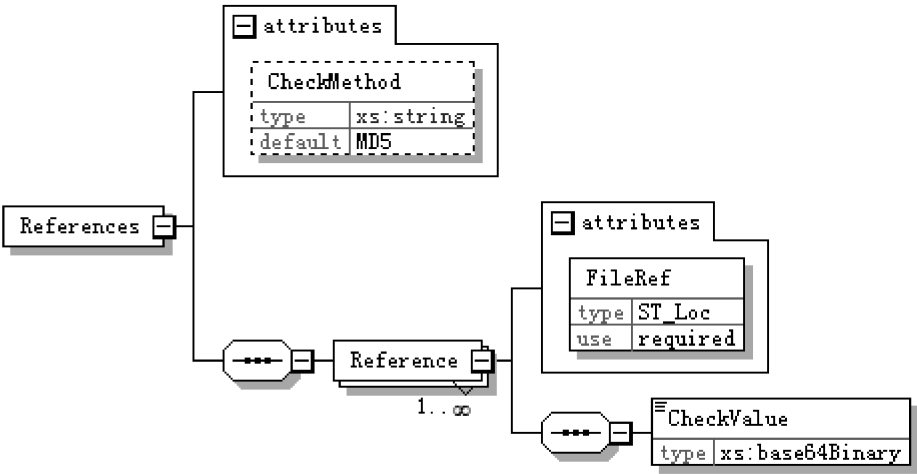 attributes
CheckMethod
type xs:string
default MD5
References
attributes
FileRef
type ST_Loc
use required
Reference
1..∞
CheckValue
type xs:base64Binary